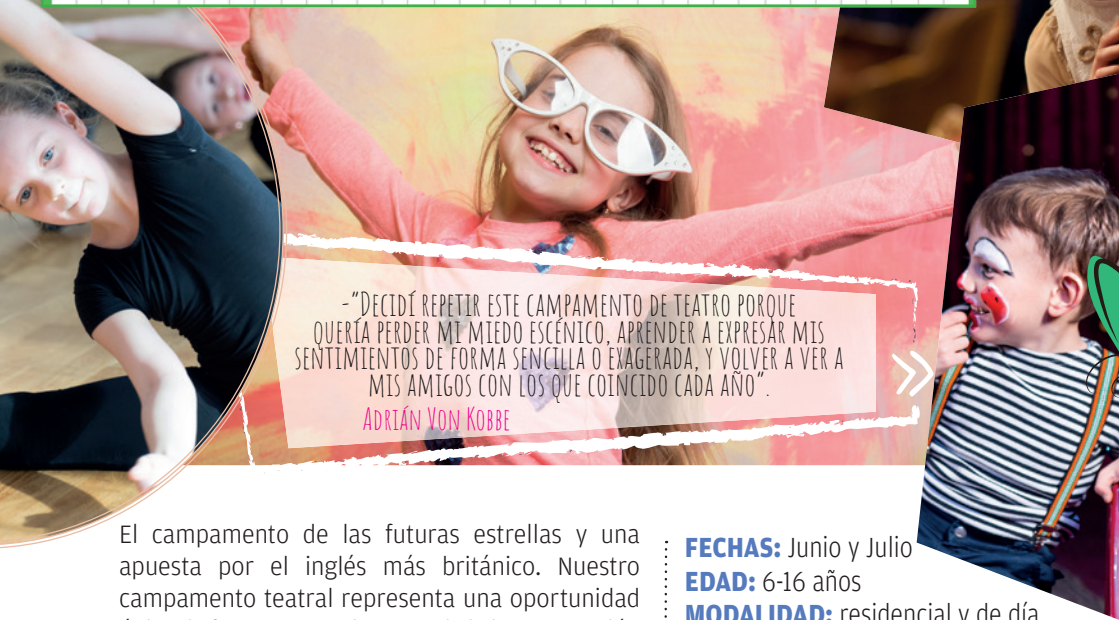 -"DECIDÍ REPETIR ESTE CAMPAMENTO DE TEATRO PORQUE
QUERÍA PERDER MI MIEDO ESCÉNICO, APRENDER A EXPRESAR MIS
SENTIMIENTOS DE FORMA SENCILLA O EXAGERADA, Y VOLVER A VER A
MIS AMIGOS CON LOS QUE COINCIDO CADA AÑO".
ADRIÁN VON KOBBE
El campamento de las futuras estrellas y una
apuesta por el inglés más británico. Nuestro
campamento teatral representa una oportunidad
FECHAS: Junio y Julio
EDAD: 6-16 años
MODALIDAD: residencial y de día